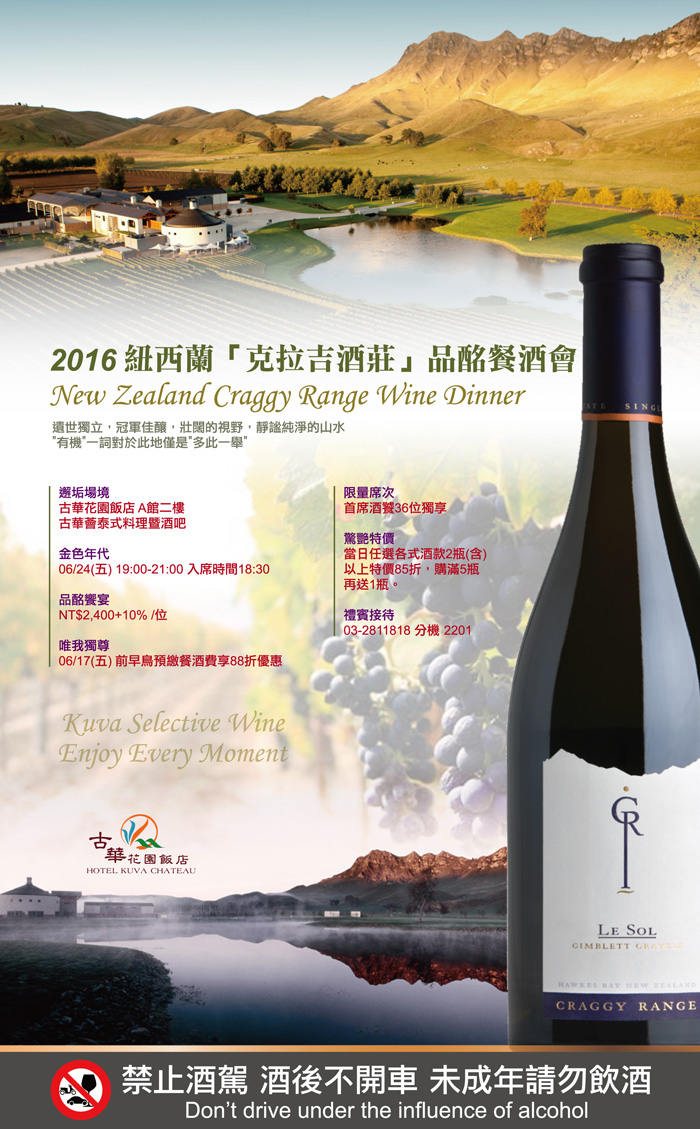 2016 紐西蘭「克拉吉酒莊」品酩餐酒會
New Zealand Craggy Range Wine Dinner
遺世獨立，冠軍佳釀，壯闊的視野，靜謐純淨的山水
"有機"一詞對於此地僅是"多此一舉"
邂垢場境
古華花園飯店 A館二樓
古華薈泰式料理暨酒吧
金色年代
06/24(五) 19:00-21:00 入席時間18:30
品酩饗宴
NT$2,400+10% /位
唯我獨尊
06/17(五) 前早鳥預繳餐酒費享88折優惠
限量席次
首席酒饕36位獨享
驚艷特價
當日任選各式酒款2瓶(含)
以上特價85折，購滿5瓶
再送1瓶。
禮賓接待
03-2811818 分機 2201
Kuva Selective Wine
Enjoy Every Moment
古華花園飯店
HOTEL KUVA CHATEAU
SINGL
CR
LE SOL
GIMBLETT
HAWKES BAY NEW ZEALAND
CRAGGY RANGE
禁止酒駕 酒後不開車 未成年請勿飲酒
Don't drive under the influence of alcohol